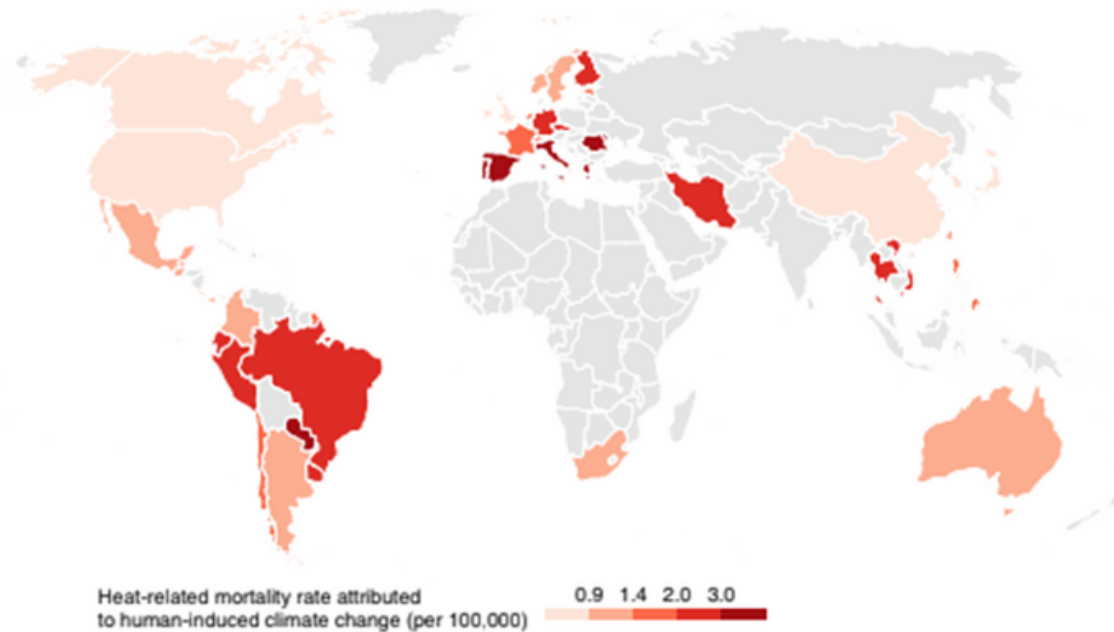 Heat-related mortality rate attributed
to human-induced climate change (per 100,000)
0.9 1.4 2.0 3.0